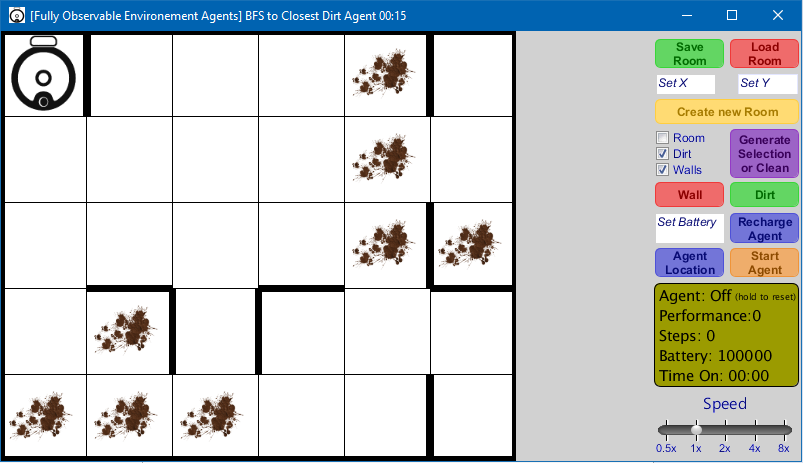 [Fully Observable Environement Agents] BFS to Closest Dirt Agent 00:15
Save Room
Load Room
Set X
Set Y
Create new Room
Room
Dirt
Walls
Generate Selection or Clean
Wall
Dirt
Set Battery
Recharge Agent
Agent Location
Start Agent
Agent: Off (hold to reset)
Performance:0
Steps: 0
Battery: 100000
Time On: 00:00
Speed
0.5x 1x 2x 4x 8x